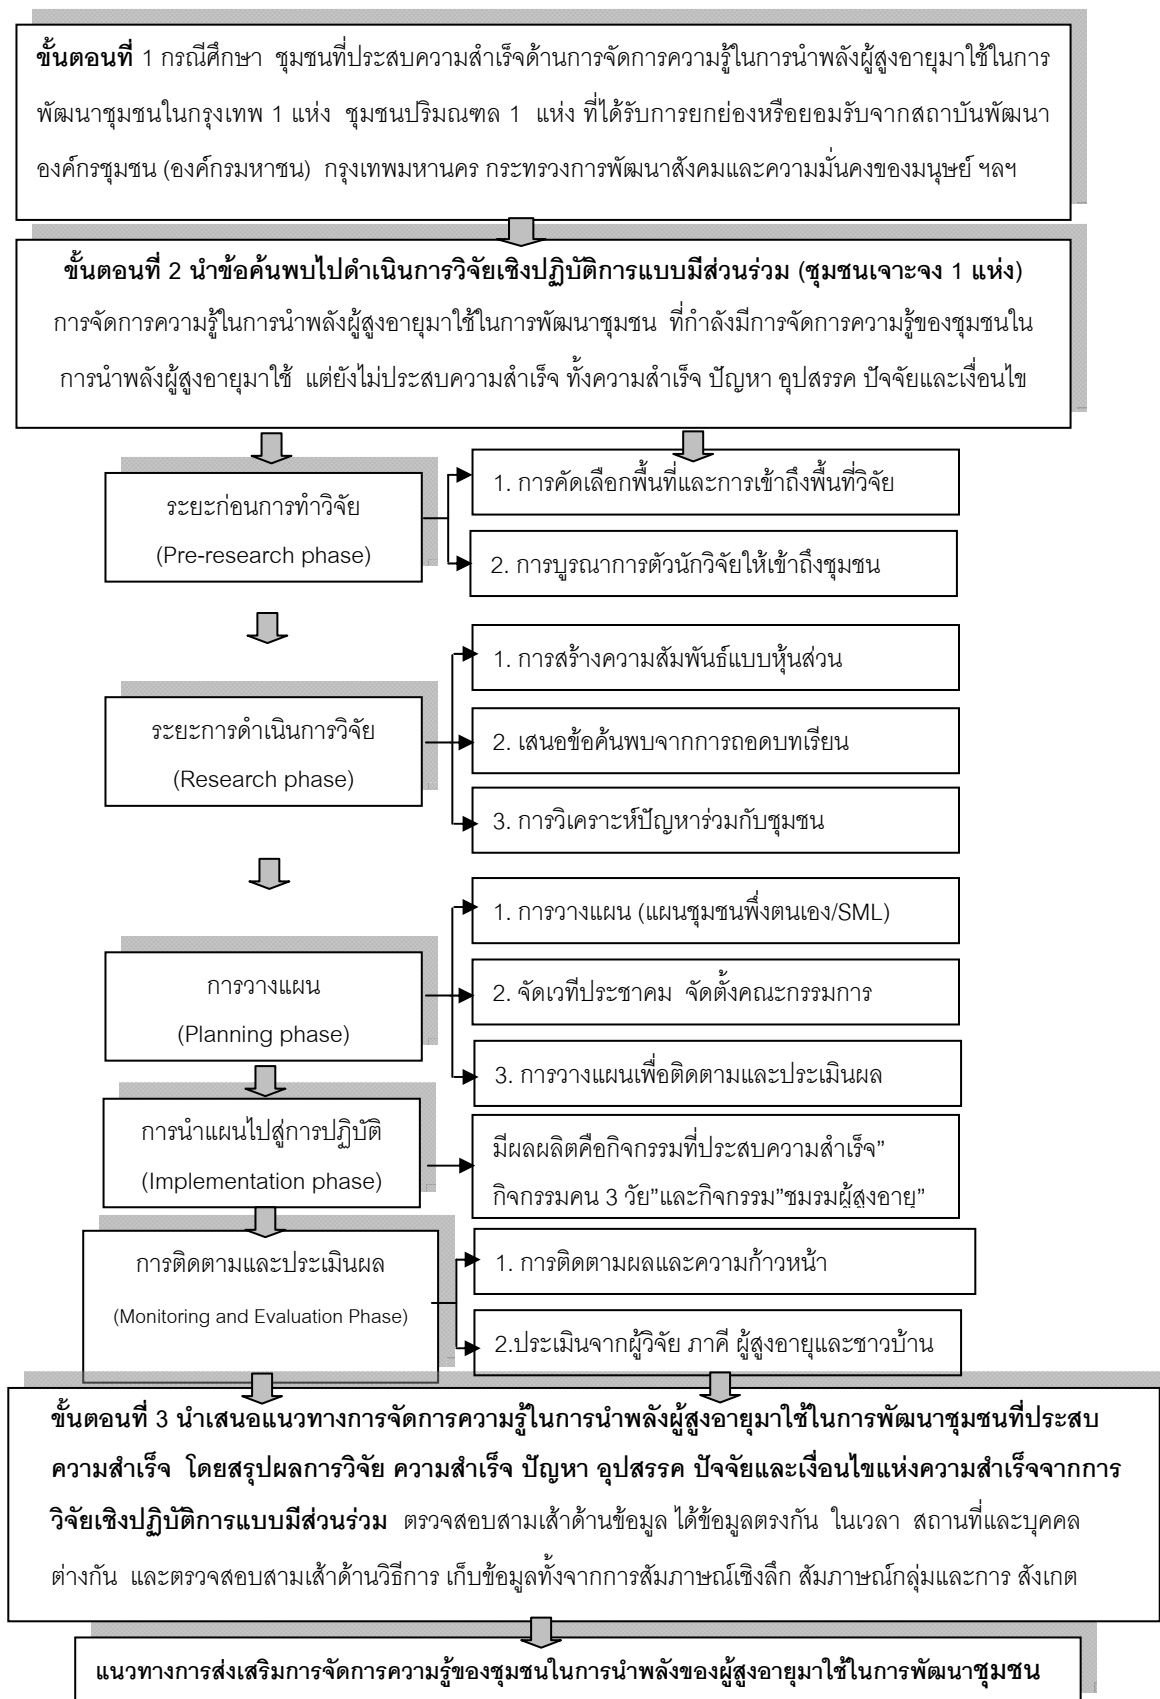 ขั้นตอนที่ 1 กรณีศึกษา ชุมชนที่ประสบความสำเร็จด้านการจัดการความรู้ในการนำพลังผู้สูงอายุมาใช้ในการ
พัฒนาชุมชนในกรุงเทพ 1 แห่ง ชุมชนปริมณฑล 1 แห่ง ที่ได้รับการยกย่องหรือยอมรับจากสถาบันพัฒนา
องค์กรชุมชน (องค์กรมหาชน) กรุงเทพมหานคร กระทรวงการพัฒนาสังคมและความมั่นคงของมนุษย์ ฯลฯ
ขั้นตอนที่ 2 นำข้อค้นพบไปดำเนินการวิจัยเชิงปฏิบัติการแบบมีส่วนร่วม (ชุมชนเจาะจง 1 แห่ง)
การจัดการความรู้ในการนำพลังผู้สูงอายุมาใช้ในการพัฒนาชุมชน ที่กำลังมีการจัดการความรู้ของชุมชนใน
การนำพลังผู้สูงอายุมาใช้ แต่ยังไม่ประสบความสำเร็จ ทั้งความสำเร็จ ปัญหา อุปสรรค ปัจจัยและเงื่อนไข
ระยะก่อนการทำวิจัย
(Pre-research phase)
1. การคัดเลือกพื้นที่และการเข้าถึงพื้นที่วิจัย
2. การบูรณาการตัวนักวิจัยให้เข้าถึงชุมชน
ระยะการดำเนินการวิจัย
(Research phase)
1. การสร้างความสัมพันธ์แบบหุ้นส่วน
2. เสนอข้อค้นพบจากการถอดบทเรียน
3. การวิเคราะห์ปัญหาร่วมกับชุมชน
การวางแผน
(Planning phase)
1. การวางแผน (แผนชุมชนพึ่งตนเอง/SML)
2. จัดเวทีประชาคม จัดตั้งคณะกรรมการ
3. การวางแผนเพื่อติดตามและประเมินผล
การนำแผนไปสู่การปฏิบัติ
(Implementation phase)
มีผลผลิตคือกิจกรรมที่ประสบความสำเร็จ”
กิจกรรมคน 3 วัย”และกิจกรรม”ชมรมผู้สูงอายุ”
การติดตามและประเมินผล
(Monitoring and Evaluation Phase)
1. การติดตามผลและความก้าวหน้า
2.ประเมินจากผู้วิจัย ภาคี ผู้สูงอายุและชาวบ้าน
ขั้นตอนที่ 3 นำเสนอแนวทางการจัดการความรู้ในการนำพลังผู้สูงอายุมาใช้ในการพัฒนาชุมชนที่ประสบ
ความสำเร็จ โดยสรุปผลการวิจัย ความสำเร็จ ปัญหา อุปสรรค ปัจจัยและเงื่อนไขแห่งความสำเร็จจากการ
วิจัยเชิงปฏิบัติการแบบมีส่วนร่วม ตรวจสอบสามเส้าด้านข้อมูล ได้ข้อมูลตรงกัน ในเวลา สถานที่และบุคคล
ต่างกัน และตรวจสอบสามเส้าด้านวิธีการ เก็บข้อมูลทั้งจากการสัมภาษณ์เชิงลึก สัมภาษณ์กลุ่มและการ สังเกต
แนวทางการส่งเสริมการจัดการความรู้ของชุมชนในการนำพลังของผู้สูงอายุมาใช้ในการพัฒนาชุมชน